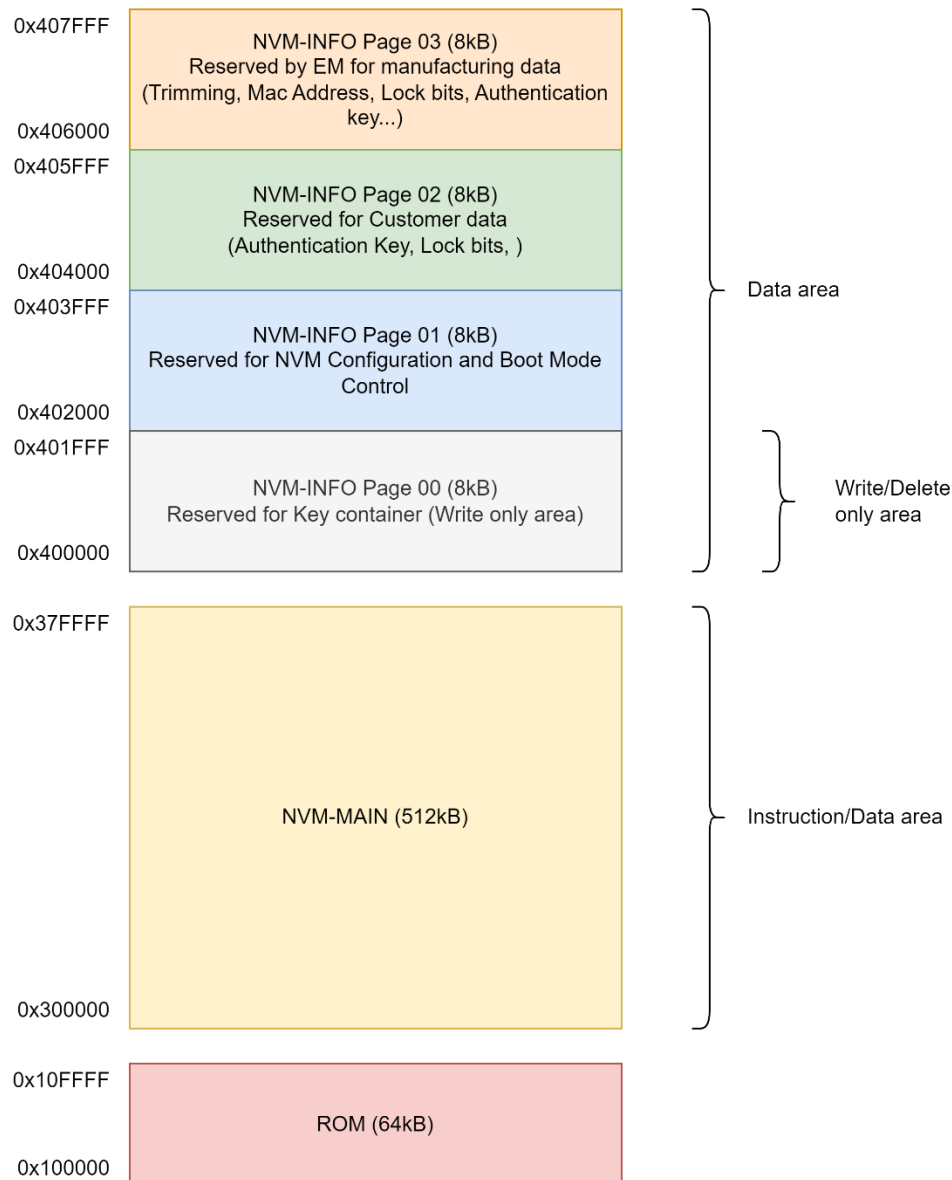 0x407FFF
NVM-INFO Page 03 (8kB)
Reserved by EM for manufacturing data
(Trimming, Mac Address, Lock bits, Authentication
key...)
0x406000
0x405FFF
NVM-INFO Page 02 (8kB)
Reserved for Customer data
(Authentication Key, Lock bits, )
0x404000
0x403FFF
Data area
NVM-INFO Page 01 (8kB)
Reserved for NVM Configuration and Boot Mode
Control
0x402000
0x401FFF
NVM-INFO Page 00 (8kB)
Reserved for Key container (Write only area)
Write/Delete
only area
0x400000
0x37FFFF
NVM-MAIN (512kB)
Instruction/Data area
0x300000
0x10FFFF
ROM (64kB)
0x100000